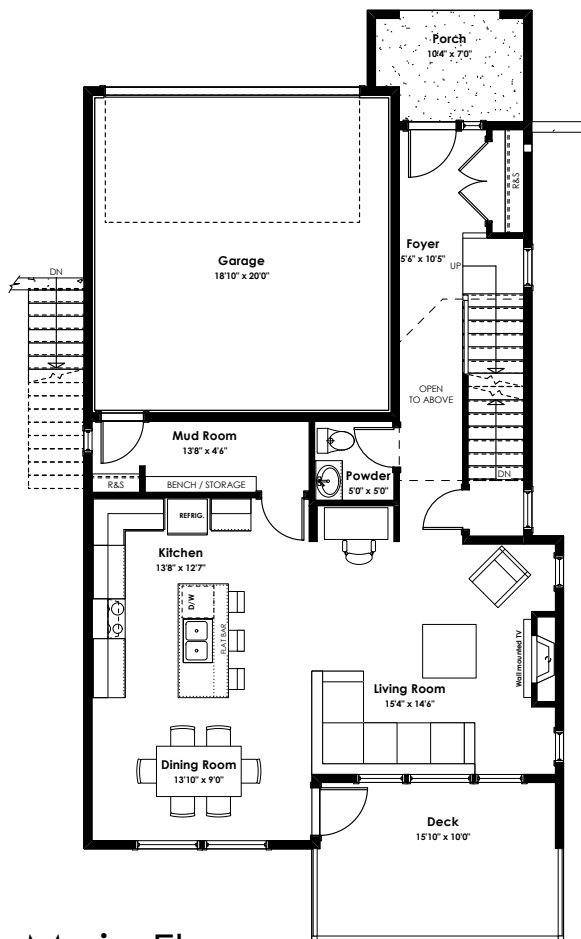 Porch
10'4" x 7'0"
R&S
Foyer
5'6" x 10'5"
UP
Garage
18'10" x 20'0"
DN
OPEN
TO ABOVE
Mud Room
13'8" x 4'6"
Powder
5'0" x 5'0"
R&S
BENCH / STORAGE
DN
REFRIG.
Kitchen
13'8" x 12'7"
D/W
FLAT BAR
Wall mounted TV
Living Room
15'4" x 14'6"
Dining Room
13'10" x 9'0"
Deck
15'10" x 10'0"